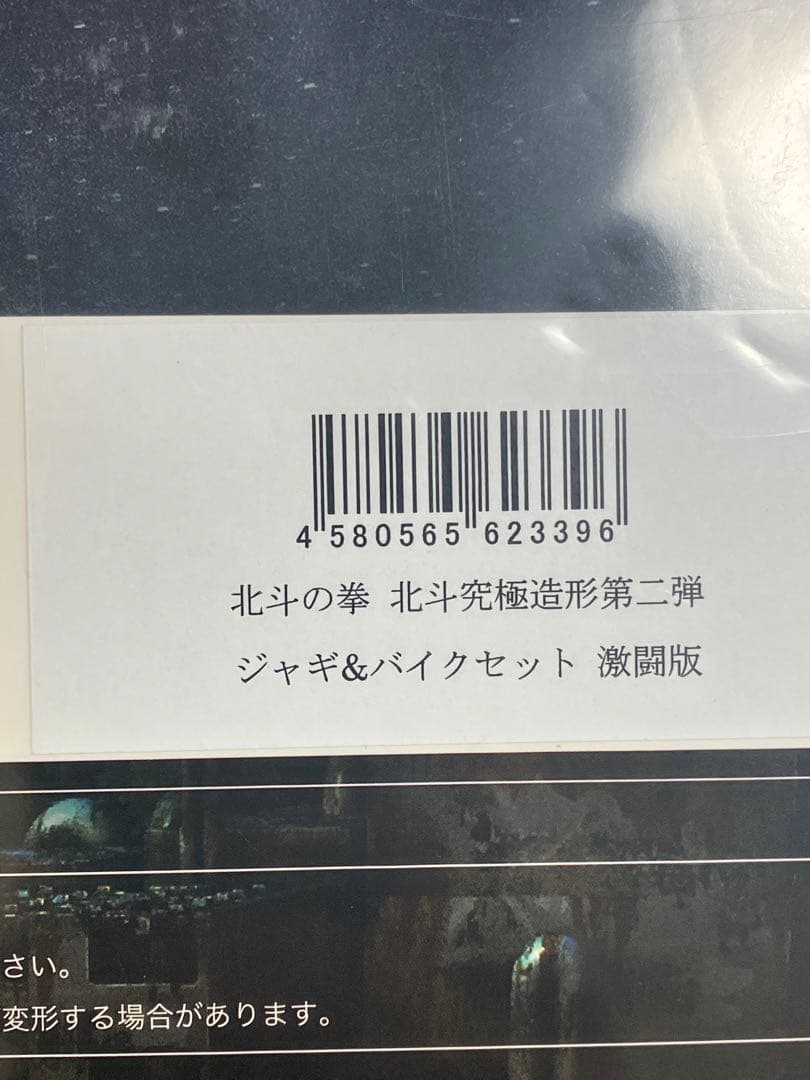 4 580565 623396
北斗の拳 北斗究極造形第二弾
ジャギ&バイクセット 激闘版
さい。
変形する場合があります。